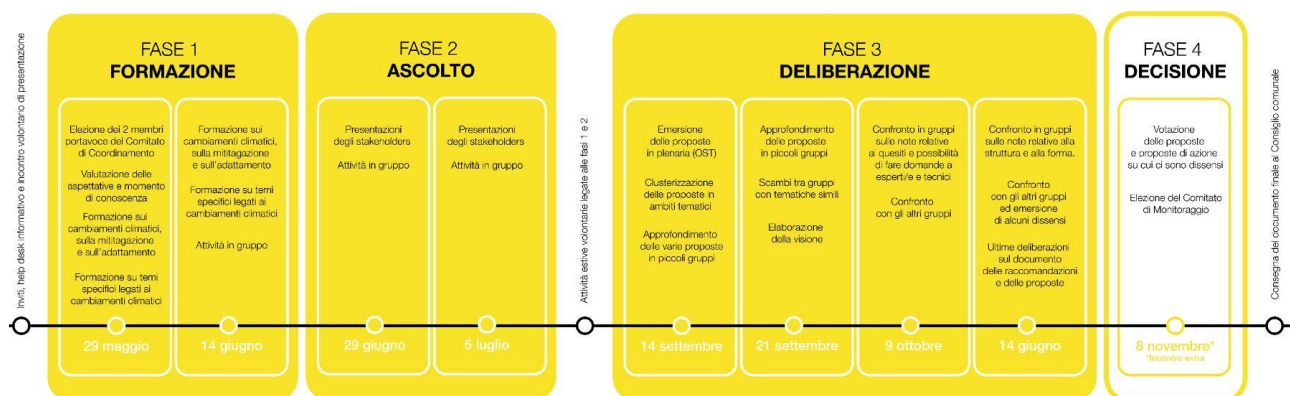 Inviti, help desk informativo e incontro volontario di presentazione
FASE 1
FORMAZIONE
Elezione dei 2 membri
portavoce del Comitato
di Coordinamento
Valutazione delle
aspettative e momento
di conoscenza
Formazione sui
cambiamenti climatici,
sulla mititagazione
e sull'adattamento
Formazione su temi
specifici legati ai
cambiamenti climatici
29 maggio
Formazione sui
cambiamenti climatici,
sulla mititagazione
e sull'adattamento
Formazione su temi
specifici legati ai
cambiamenti climatici
Attività in gruppo
14 giugno
FASE 2
ASCOLTO
Presentazioni
degli stakeholders
Attività in gruppo
29 giugno
Presentazioni
degli stakeholders
Attività in gruppo
5 luglio
Attività estive volontarie legate alle fasi 1 e 2
FASE 3
DELIBERAZIONE
Emersione
delle proposte
in plenaria (OST)
Clusterizzazione
delle proposte in
ambiti tematici
Approfondimento
delle varie proposte
in piccoli gruppi
14 settembre
Approfondimento
delle proposte
in piccoli gruppi
Scambi tra gruppi
con tematiche simili
Elaborazione
della visione
21 settembre
Confronto in gruppi
sulle note relative
ai quesiti e possibilità
di fare domande a
esperti/e e tecnici
Confronto
con gli altri gruppi
9 ottobre
Confronto in gruppi
sulle note relative alla
struttura e alla forma.
Confronto
con gli altri gruppi
ed emersione
di alcuni dissensi
Ultime deliberazioni
sul documento
delle raccomandazioni
e delle proposte
14 giugno
FASE 4
DECISIONE
Votazione
delle proposte
e proposte di azione
su cui ci sono dissensi
Elezione del Comitato
di Monitoraggio
8 novembre*
*Incontro extra
Consegna del documento finale al Consiglio comunale